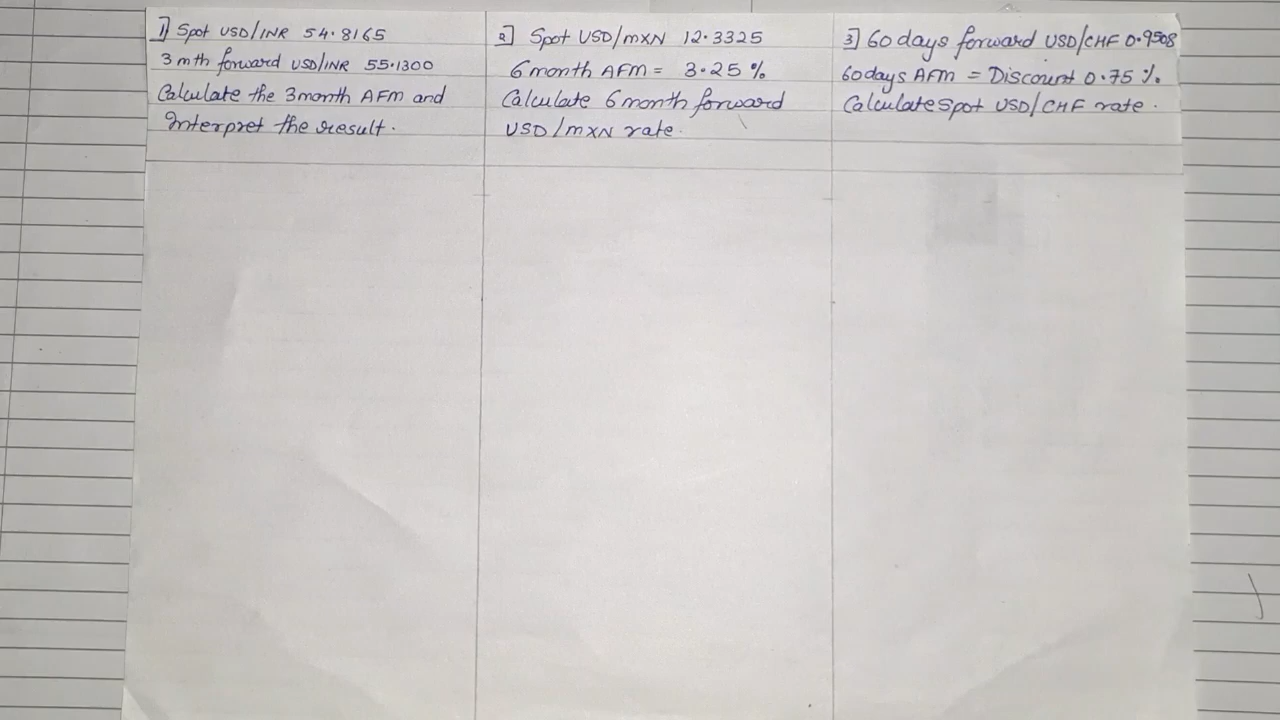 1] Spot USD/INR 54.8165
3 mth forward USD/INR 55.1300
Calculate the 3month AFM and
Interpret the result.
2] Spot USD/MXN 12.3325
6 month AFM = 3.25 %
Calculate 6 month forward
USD/MXN rate.
3] 60 days forward USD/CHF 0.9508
60days AFM = Discount 0.75 %.
Calculate spot USD/CHF rate.